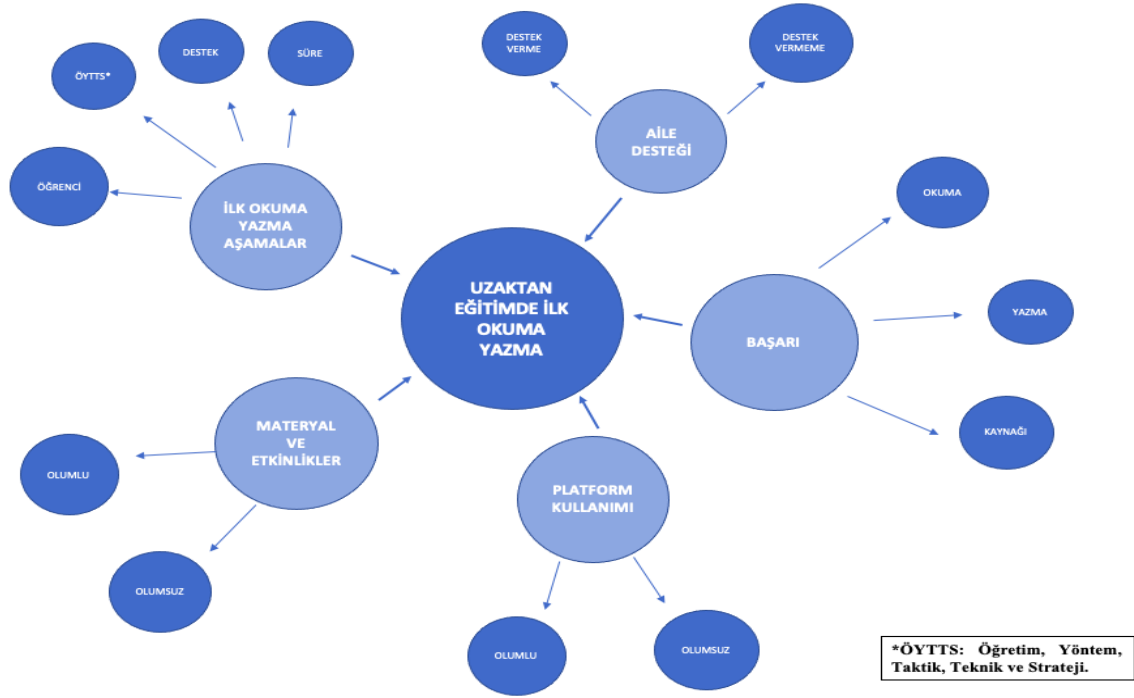 DESTEK
SÜRE
ÖYTTS*
ÖĞRENCİ
İLK OKUMA
YAZMA
AŞAMALAR
DESTEK
VERME
DESTEK
VERMEME
AİLE
DESTEĞİ
OKUMA
YAZMA
KAYNAĞI
BAŞARI
UZAKTAN
EĞİTİMDE İLK
OKUMA
YAZMA
MATERYAL
VE
ETKİNLİKLER
OLUMLU
OLUMSUZ
PLATFORM
KULLANIMI
OLUMLU
OLUMSUZ
*ÖYTTS: Öğretim, Yöntem,
Taktik, Teknik ve Strateji.